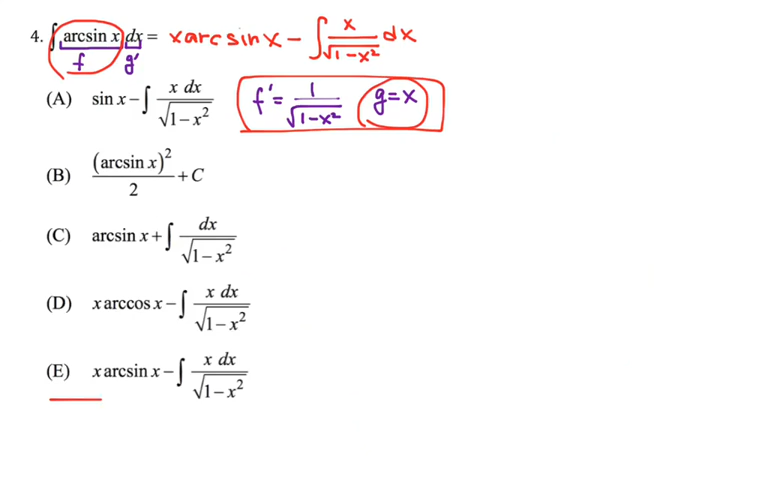 4. ∫ arcsin x dx = x arcsin x − ∫ x/√(1−x²) dx
f g'
(A) sin x − ∫ x dx/√(1−x²)
f' = 1/√(1−x²) g=x
(B) (arcsin x)²/2 + C
(C) arcsin x + ∫ dx/√(1−x²)
(D) x arccos x − ∫ x dx/√(1−x²)
(E) x arcsin x − ∫ x dx/√(1−x²)